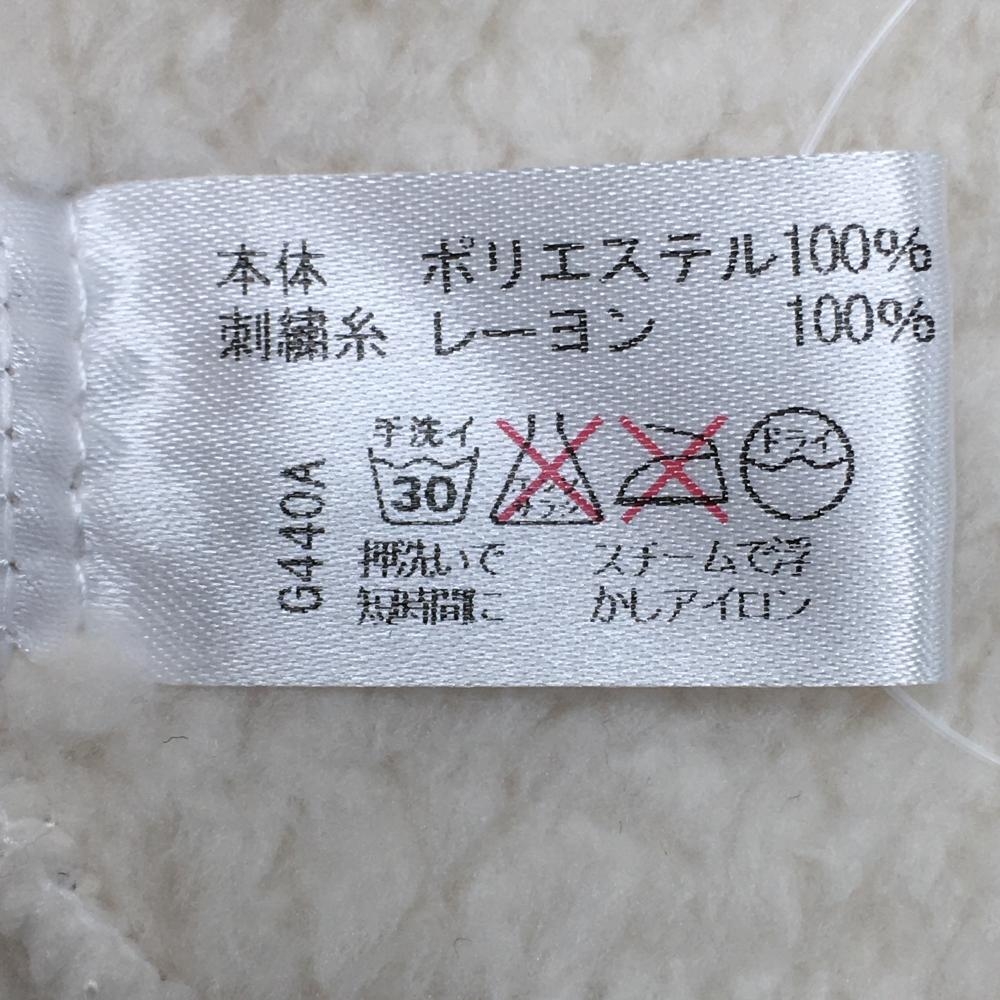 本体 ポリエステル100%
刺繍糸 レーヨン 100%
手洗イ
30
ドライ
押洗いで
短時間に
スチームで浮
かしアイロン
G440A